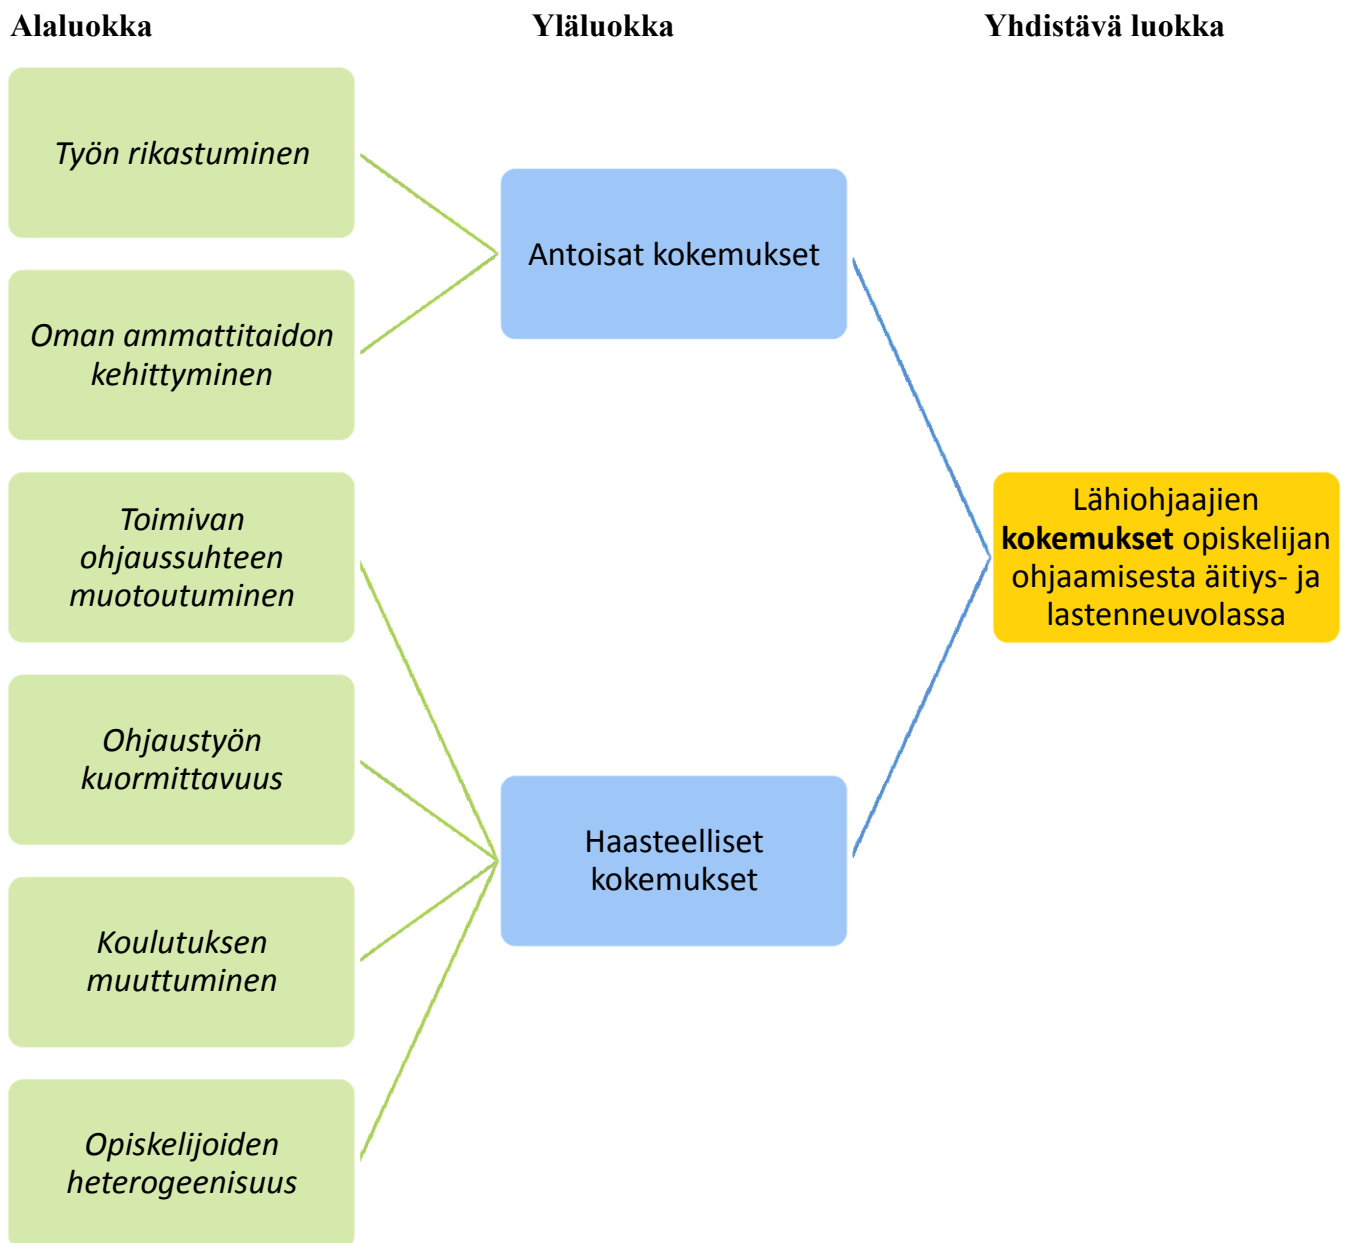 Alaluokka
Yläluokka
Yhdistävä luokka
Työn rikastuminen
Oman ammattitaidon
kehittyminen
Toimivan
ohjaussuhteen
muotoutuminen
Ohjaustyön
kuormittavuus
Koulutuksen
muuttuminen
Opiskelijoiden
heterogeenisuus
Antoisat kokemukset
Haasteelliset
kokemukset
Lähiohjaajien
kokemukset opiskelijan
ohjaamisesta äitiys- ja
lastenneuvolassa